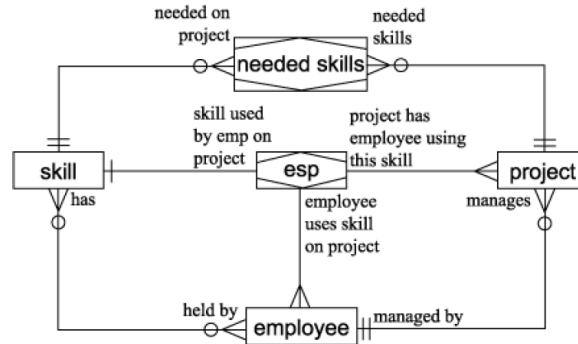 needed on
project
needed
skills
needed skills
skill used
by emp on
project
project has
employee using
this skill
skill
esp
project
has
employee
uses skill
on project
manages
held by
employee
managed by